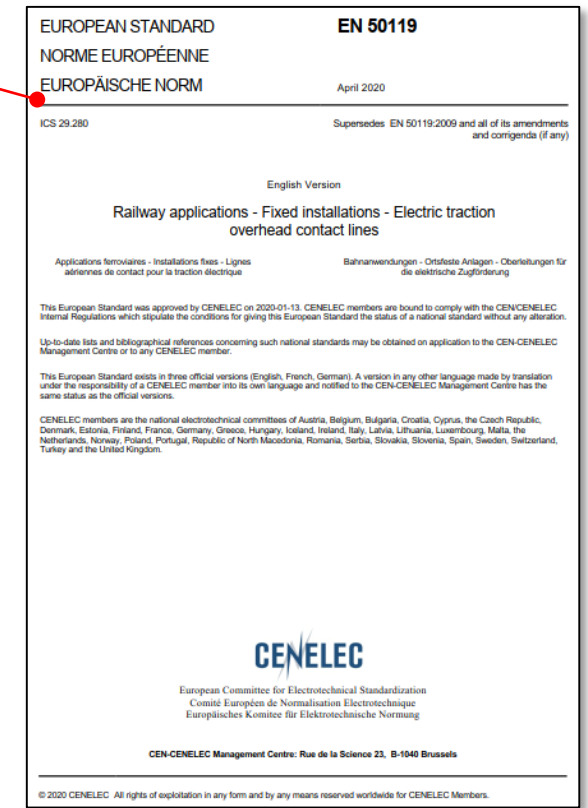 EUROPEAN STANDARD
EN 50119
NORME EUROPÉENNE
EUROPÄISCHE NORM
April 2020
ICS 29.280
Supersedes EN 50119:2009 and all of its amendments
and corrigenda (if any)
English Version
Railway applications - Fixed installations - Electric traction
overhead contact lines
Applications ferroviaires - Installations fixes - Lignes
aériennes de contact pour la traction électrique
Bahnanwendungen - Ortsfeste Anlagen - Oberleitungen für
die elektrische Zugförderung
This European Standard was approved by CENELEC on 2020-01-13. CENELEC members are bound to comply with the CEN/CENELEC
Internal Regulations which stipulate the conditions for giving this European Standard the status of a national standard without any alteration.
Up-to-date lists and bibliographical references concerning such national standards may be obtained on application to the CEN-CENELEC
Management Centre or to any CENELEC member.
This European Standard exists in three official versions (English, French, German). A version in any other language made by translation
under the responsibility of a CENELEC member into its own language and notified to the CEN-CENELEC Management Centre has the
same status as the official versions.
CENELEC members are the national electrotechnical committees of Austria, Belgium, Bulgaria, Croatia, Cyprus, the Czech Republic,
Denmark, Estonia, Finland, France, Germany, Greece, Hungary, Iceland, Ireland, Italy, Latvia, Lithuania, Luxembourg, Malta, the
Netherlands, Norway, Poland, Portugal, Republic of North Macedonia, Romania, Serbia, Slovakia, Slovenia, Spain, Sweden, Switzerland,
Turkey and the United Kingdom.
CENELEC
European Committee for Electrotechnical Standardization
Comité Européen de Normalisation Electrotechnique
Europäisches Komitee für Elektrotechnische Normung
CEN-CENELEC Management Centre: Rue de la Science 23, B-1040 Brussels
© 2020 CENELEC All rights of exploitation in any form and by any means reserved worldwide for CENELEC Members.